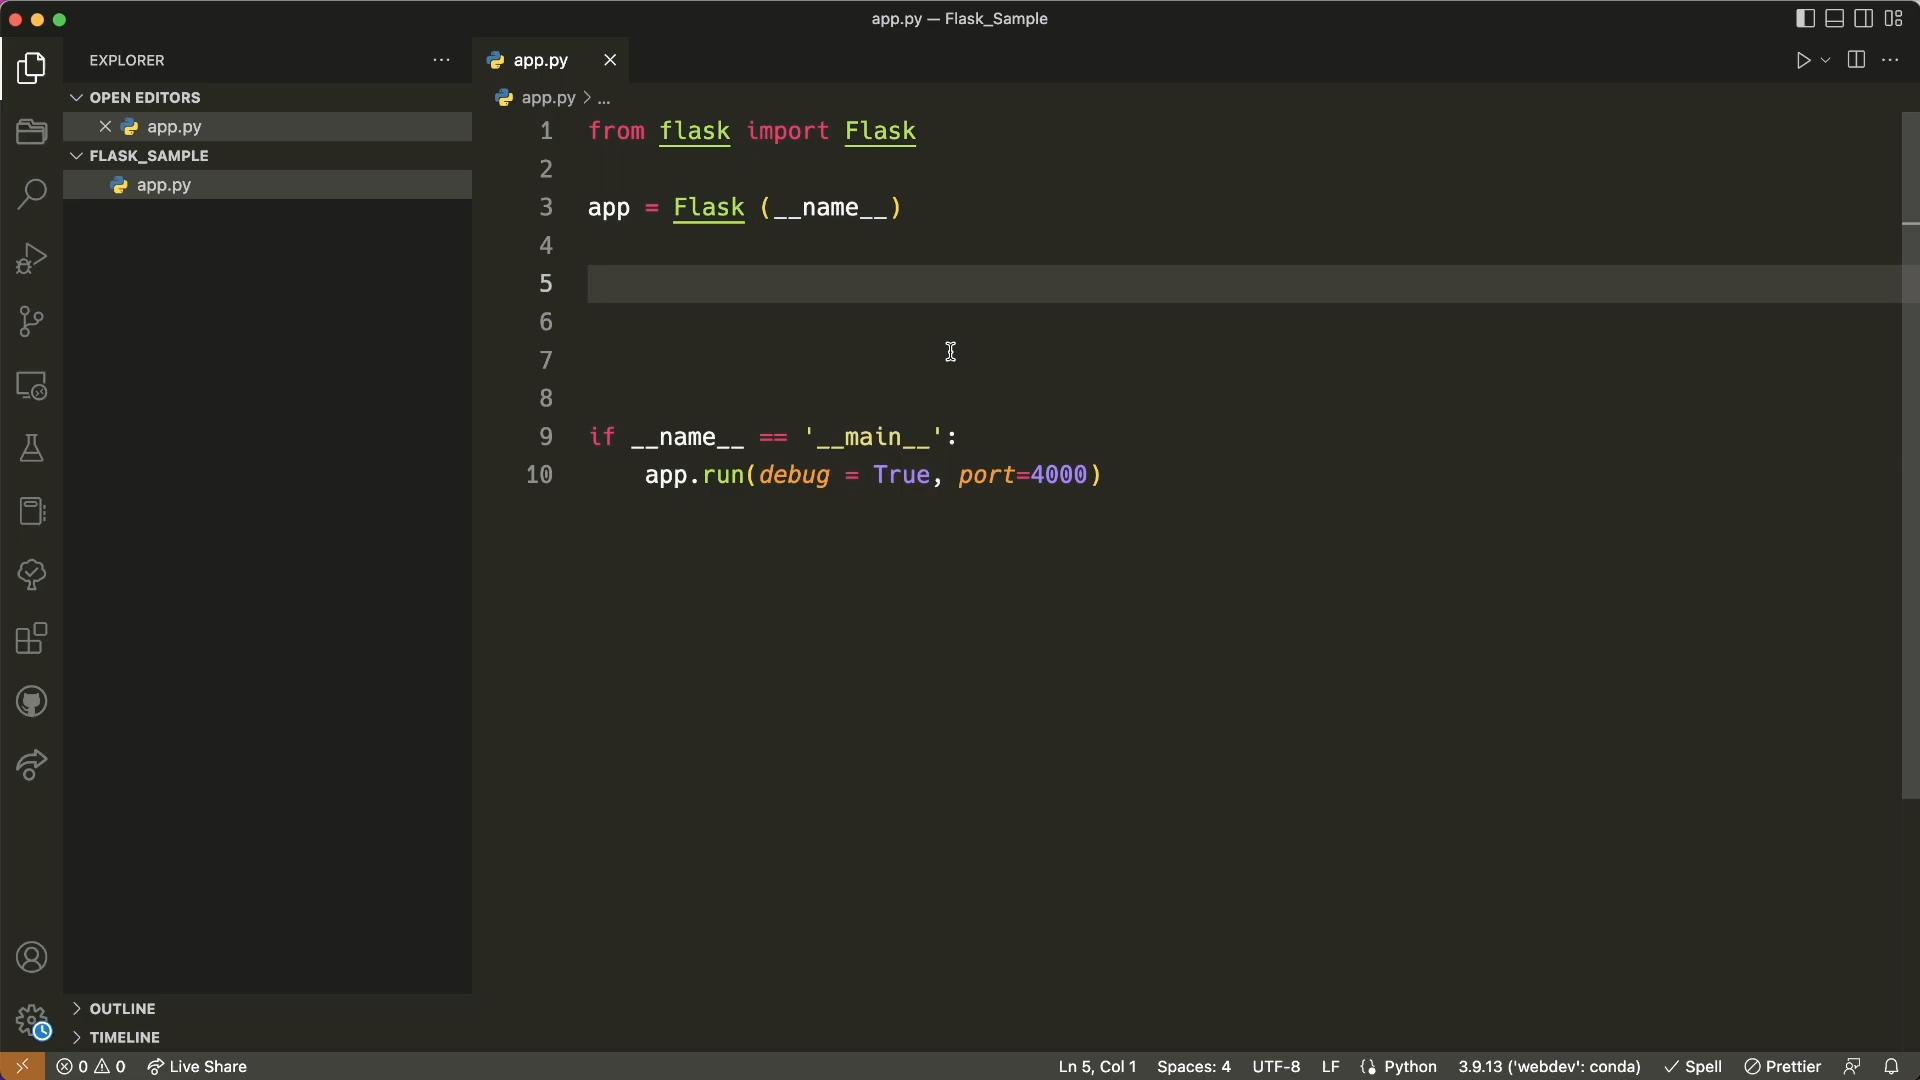 app.py — Flask_Sample
EXPLORER
OPEN EDITORS
app.py
FLASK_SAMPLE
app.py
OUTLINE
TIMELINE
app.py
app.py > ...
1 from flask import Flask
2
3 app = Flask (__name__)
4
5
6
7
8
9 if __name__ == '__main__':
10 app.run(debug = True, port=4000)
0 0 Live Share
Ln 5, Col 1 Spaces: 4 UTF-8 LF Python 3.9.13 ('webdev': conda) Spell Prettier